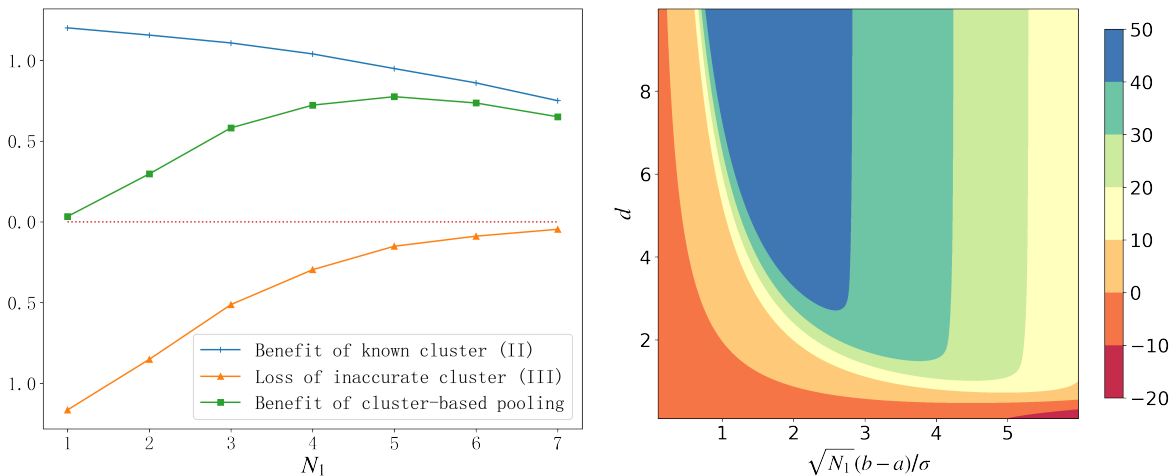 1.0
0.5
0.0
0.5
1.0
Benefit of known cluster (II)
Loss of inaccurate cluster (III)
Benefit of cluster-based pooling
1 2 3 4 5 6 7
N₁
d
8
6
4
2
1 2 3 4 5
√N₁(b − a)/σ
50
40
30
20
10
0
−10
−20